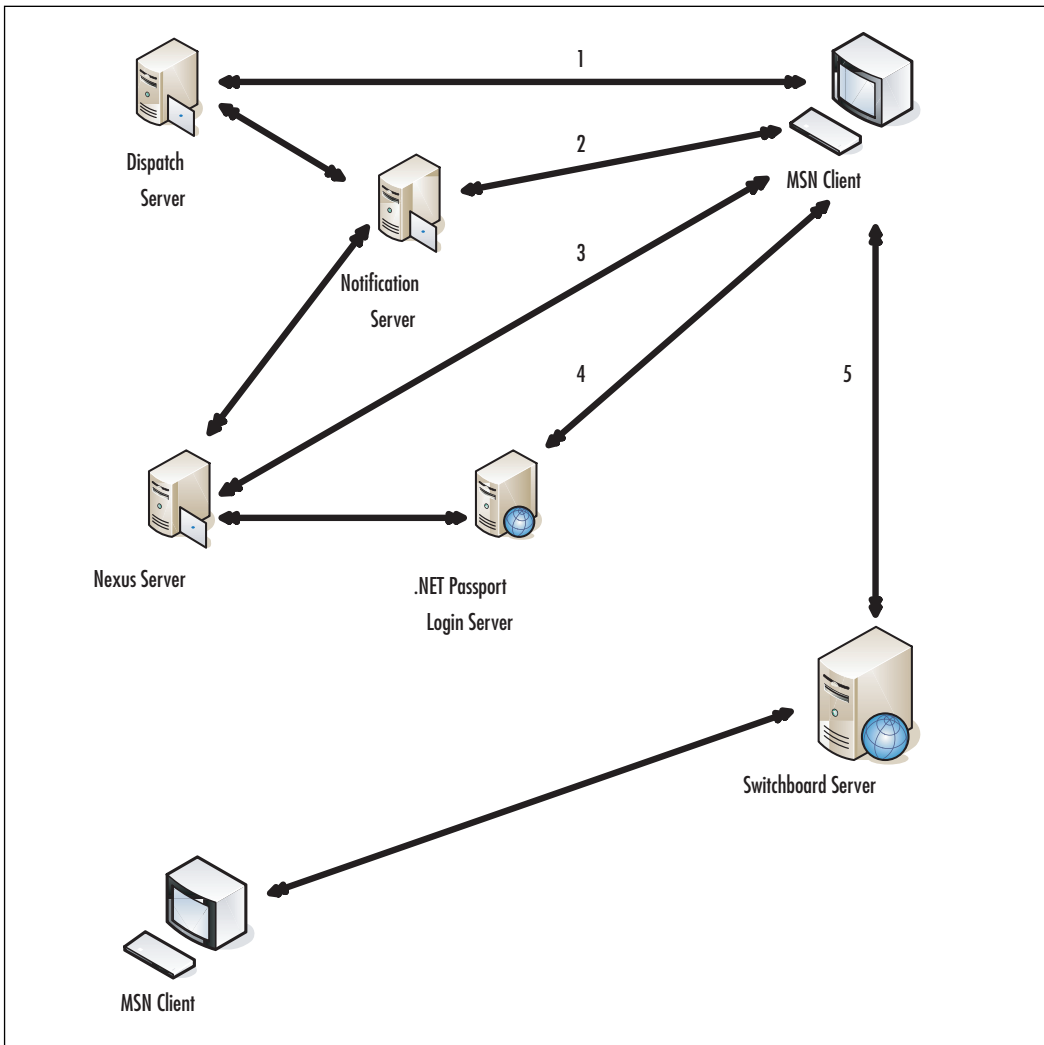 1
Dispatch
Server
2
MSN Client
3
Notification
Server
4
5
Nexus Server
.NET Passport
Login Server
Switchboard Server
MSN Client